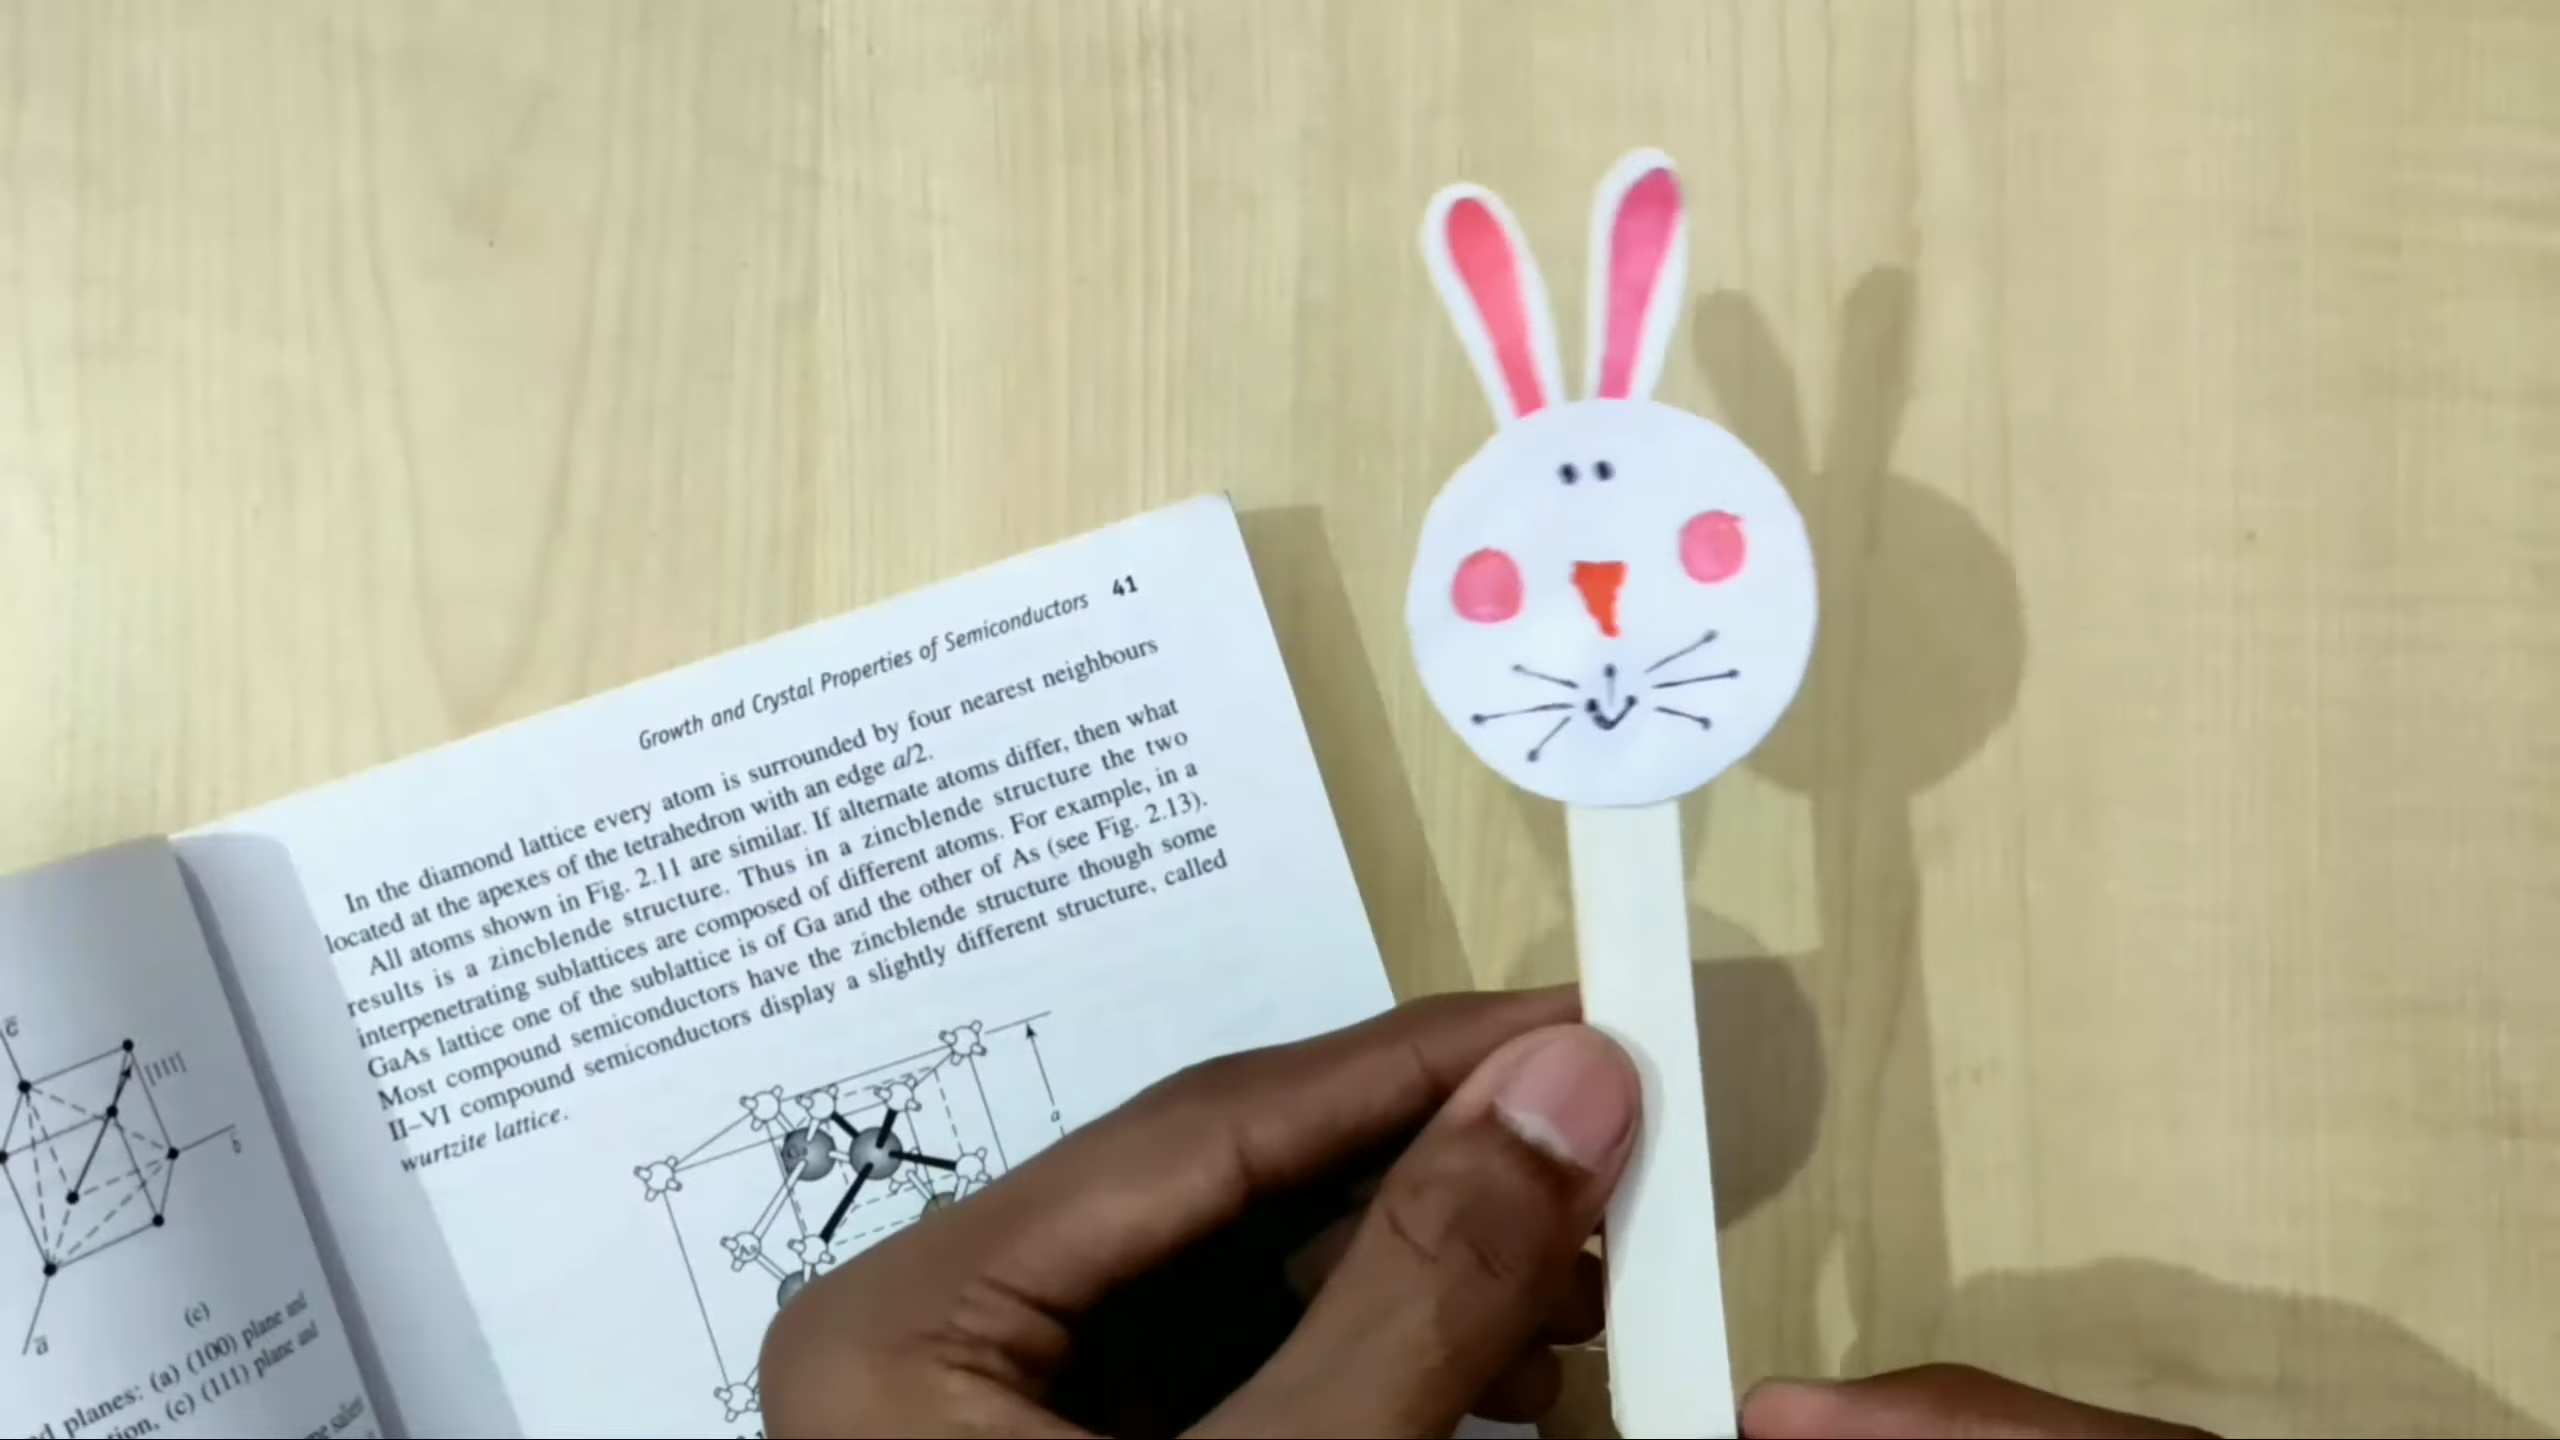 c̅
[111]
b̅
a̅
(c)
planes: (a) (100) plane and
(c) (111) plane and
Growth and Crystal Properties of Semiconductors 41
In the diamond lattice every atom is surrounded by four nearest neighbours
located at the apexes of the tetrahedron with an edge a/2.
All atoms shown in Fig. 2.11 are similar. If alternate atoms differ, then what
results is a zincblende structure. Thus in a zincblende structure the two
interpenetrating sublattices are composed of different atoms. For example, in a
GaAs lattice one of the sublattice is of Ga and the other of As (see Fig. 2.13).
Most compound semiconductors have the zincblende structure though some
II–VI compound semiconductors display a slightly different structure, called
wurtzite lattice.
a
Ga
As